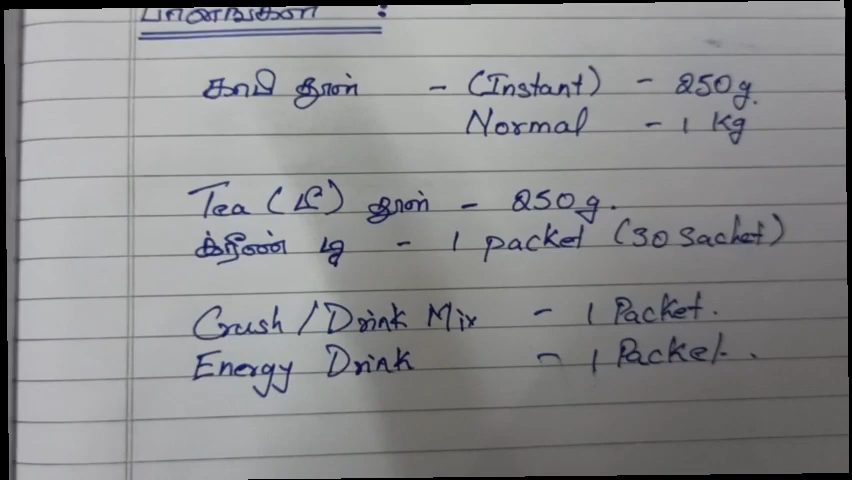 பானங்கள் :
காபி தூள் - (Instant) - 250g.
Normal - 1 Kg
Tea (டீ) தூள் - 250g.
க்ரீண் டீ - 1 packet (30 Sachet)
Crush / Drink Mix - 1 Packet.
Energy Drink - 1 Packet.